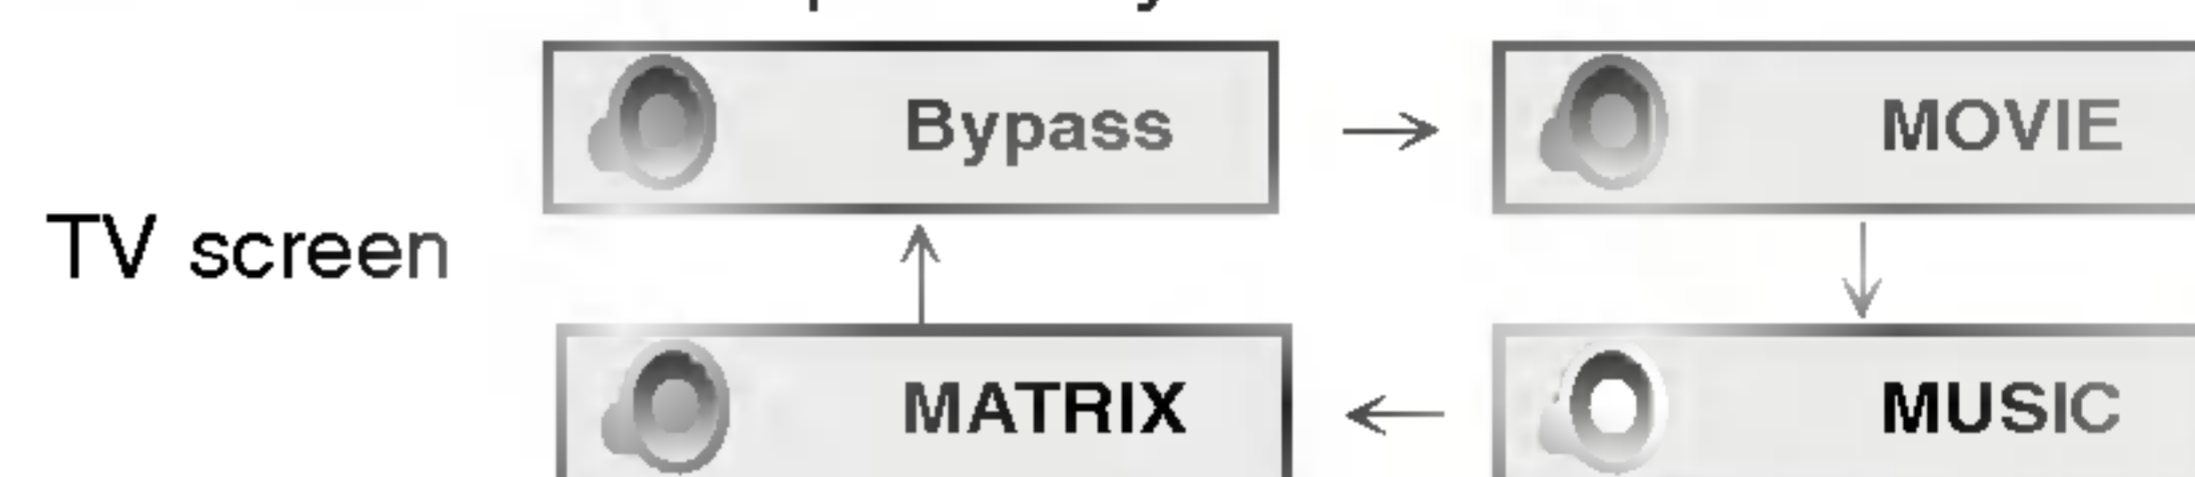 Bypass → MOVIE
TV screen
MATRIX ← MUSIC